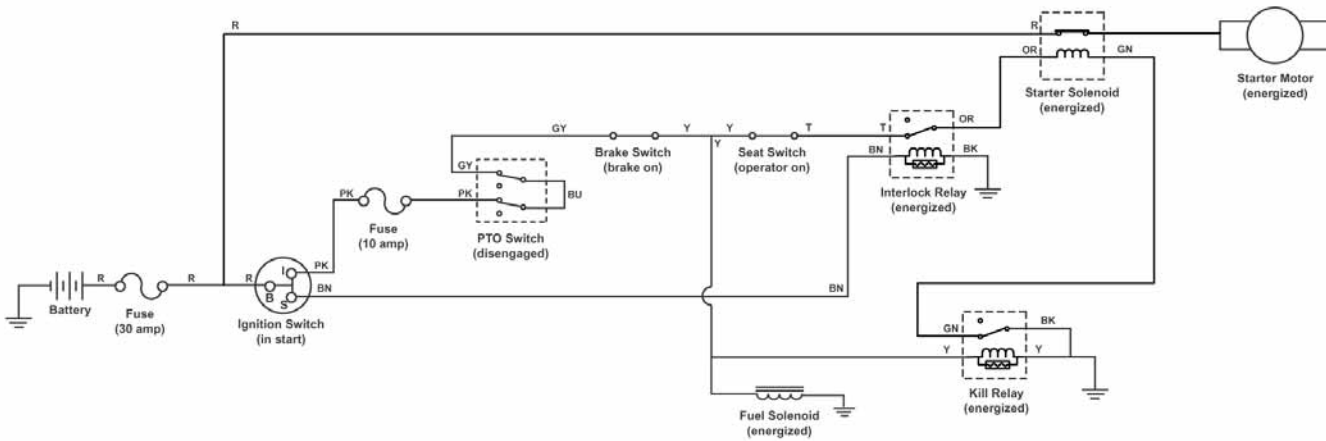 R
R
OR
GN
Starter Solenoid
(energized)
Starter Motor
(energized)
GY
Y
Y
Y
T
T
OR
Brake Switch
(brake on)
Seat Switch
(operator on)
BN
BK
Interlock Relay
(energized)
GY
BU
PK
PK
Fuse
(10 amp)
PTO Switch
(disengaged)
R
R
R
I
B
S
PK
BN
BN
Battery
Fuse
(30 amp)
Ignition Switch
(in start)
GN
BK
Y
Y
Kill Relay
(energized)
Fuel Solenoid
(energized)